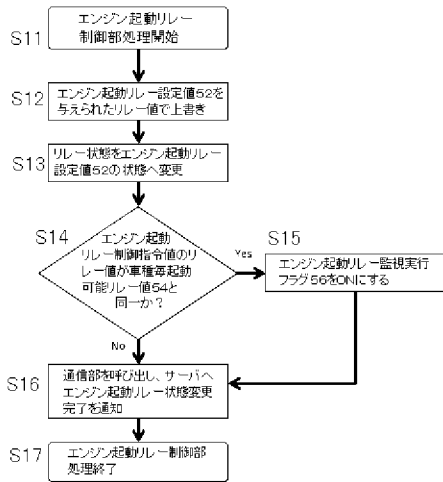 S11
エンジン起動リレー
制御部処理開始
S12
エンジン起動リレー設定値52を
与えられたリレー値で上書き
S13
リレー状態をエンジン起動リレー
設定値52の状態へ変更
S14
エンジン起動
リレー制御指令値のリ
レー値が車種毎起動
可能リレー値54と
同一か?
Yes
No
S15
エンジン起動リレー監視実行
フラグ56をONにする
S16
通信部を呼び出し、サーバへ
エンジン起動リレー状態変更
完了を通知
S17
エンジン起動リレー制御部
処理終了